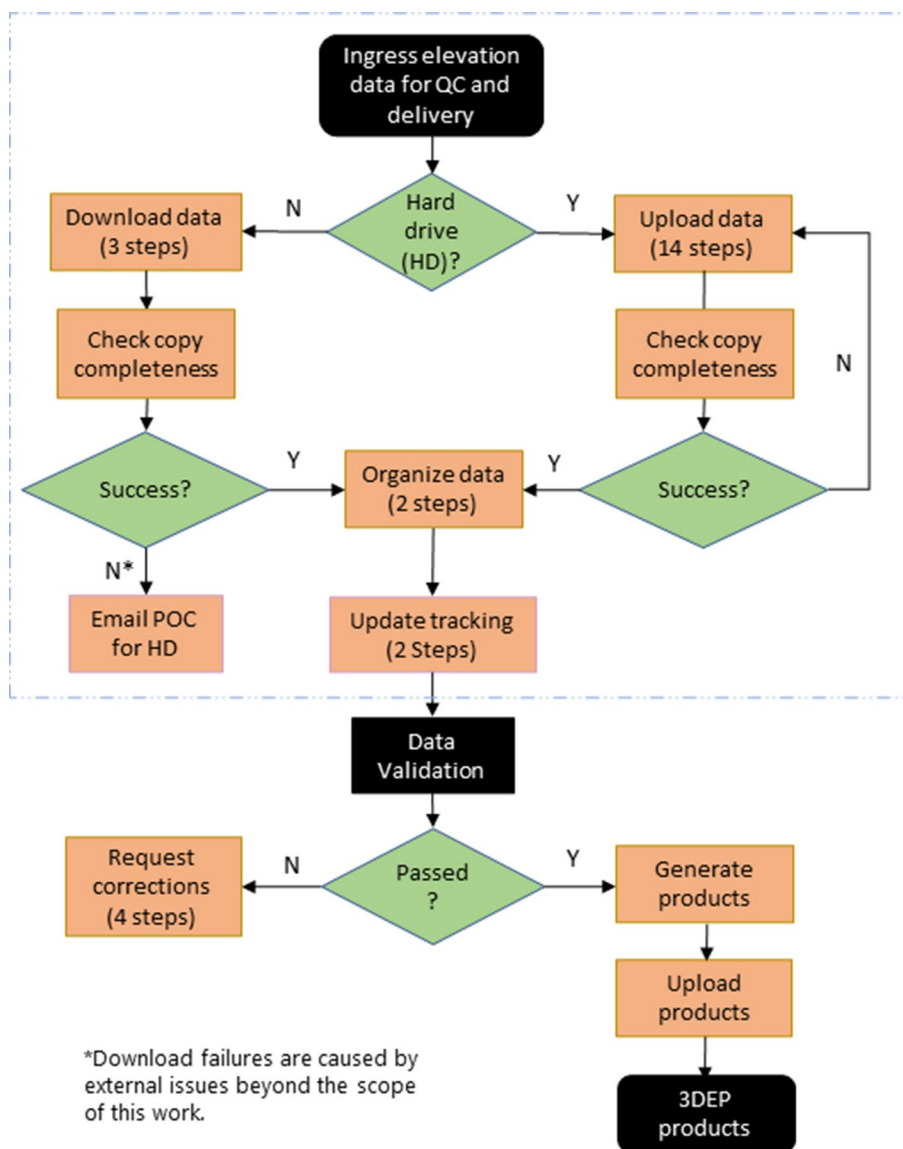 Ingress elevation
data for QC and
delivery
N
Y
Download data
(3 steps)
Hard
drive
(HD)?
Upload data
(14 steps)
Check copy
completeness
Check copy
completeness
N
Success?
Y
Organize data
(2 steps)
Y
Success?
N*
Email POC
for HD
Update tracking
(2 Steps)
Data
Validation
Request
corrections
(4 steps)
N
Passed
?
Y
Generate
products
Upload
products
*Download failures are caused by
external issues beyond the scope
of this work.
3DEP
products